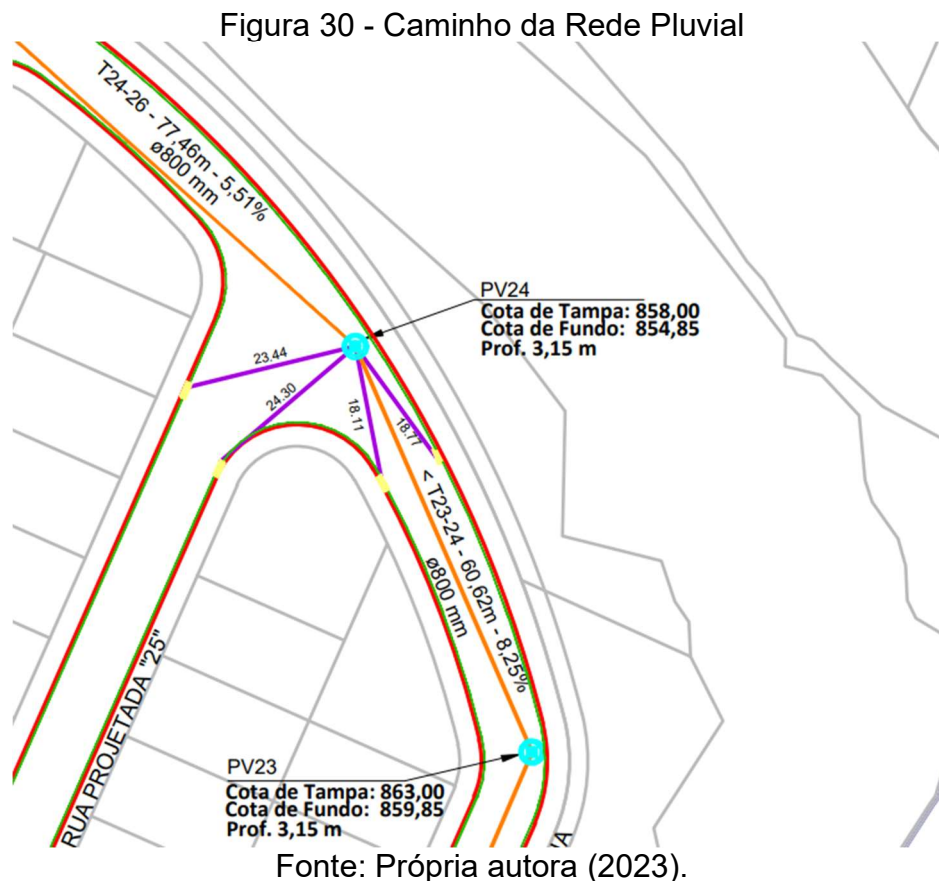 Figura 30 - Caminho da Rede Pluvial
T24-26 - 77,46m - 5,51%
ø800 mm
PV24
Cota de Tampa: 858,00
Cota de Fundo: 854,85
Prof. 3,15 m
23.44
24.30
18.11
18.77
< T23-24 - 60,62m - 8,25%
ø800 mm
RUA PROJETADA "25"
PV23
Cota de Tampa: 863,00
Cota de Fundo: 859,85
Prof. 3,15 m
Fonte: Própria autora (2023).